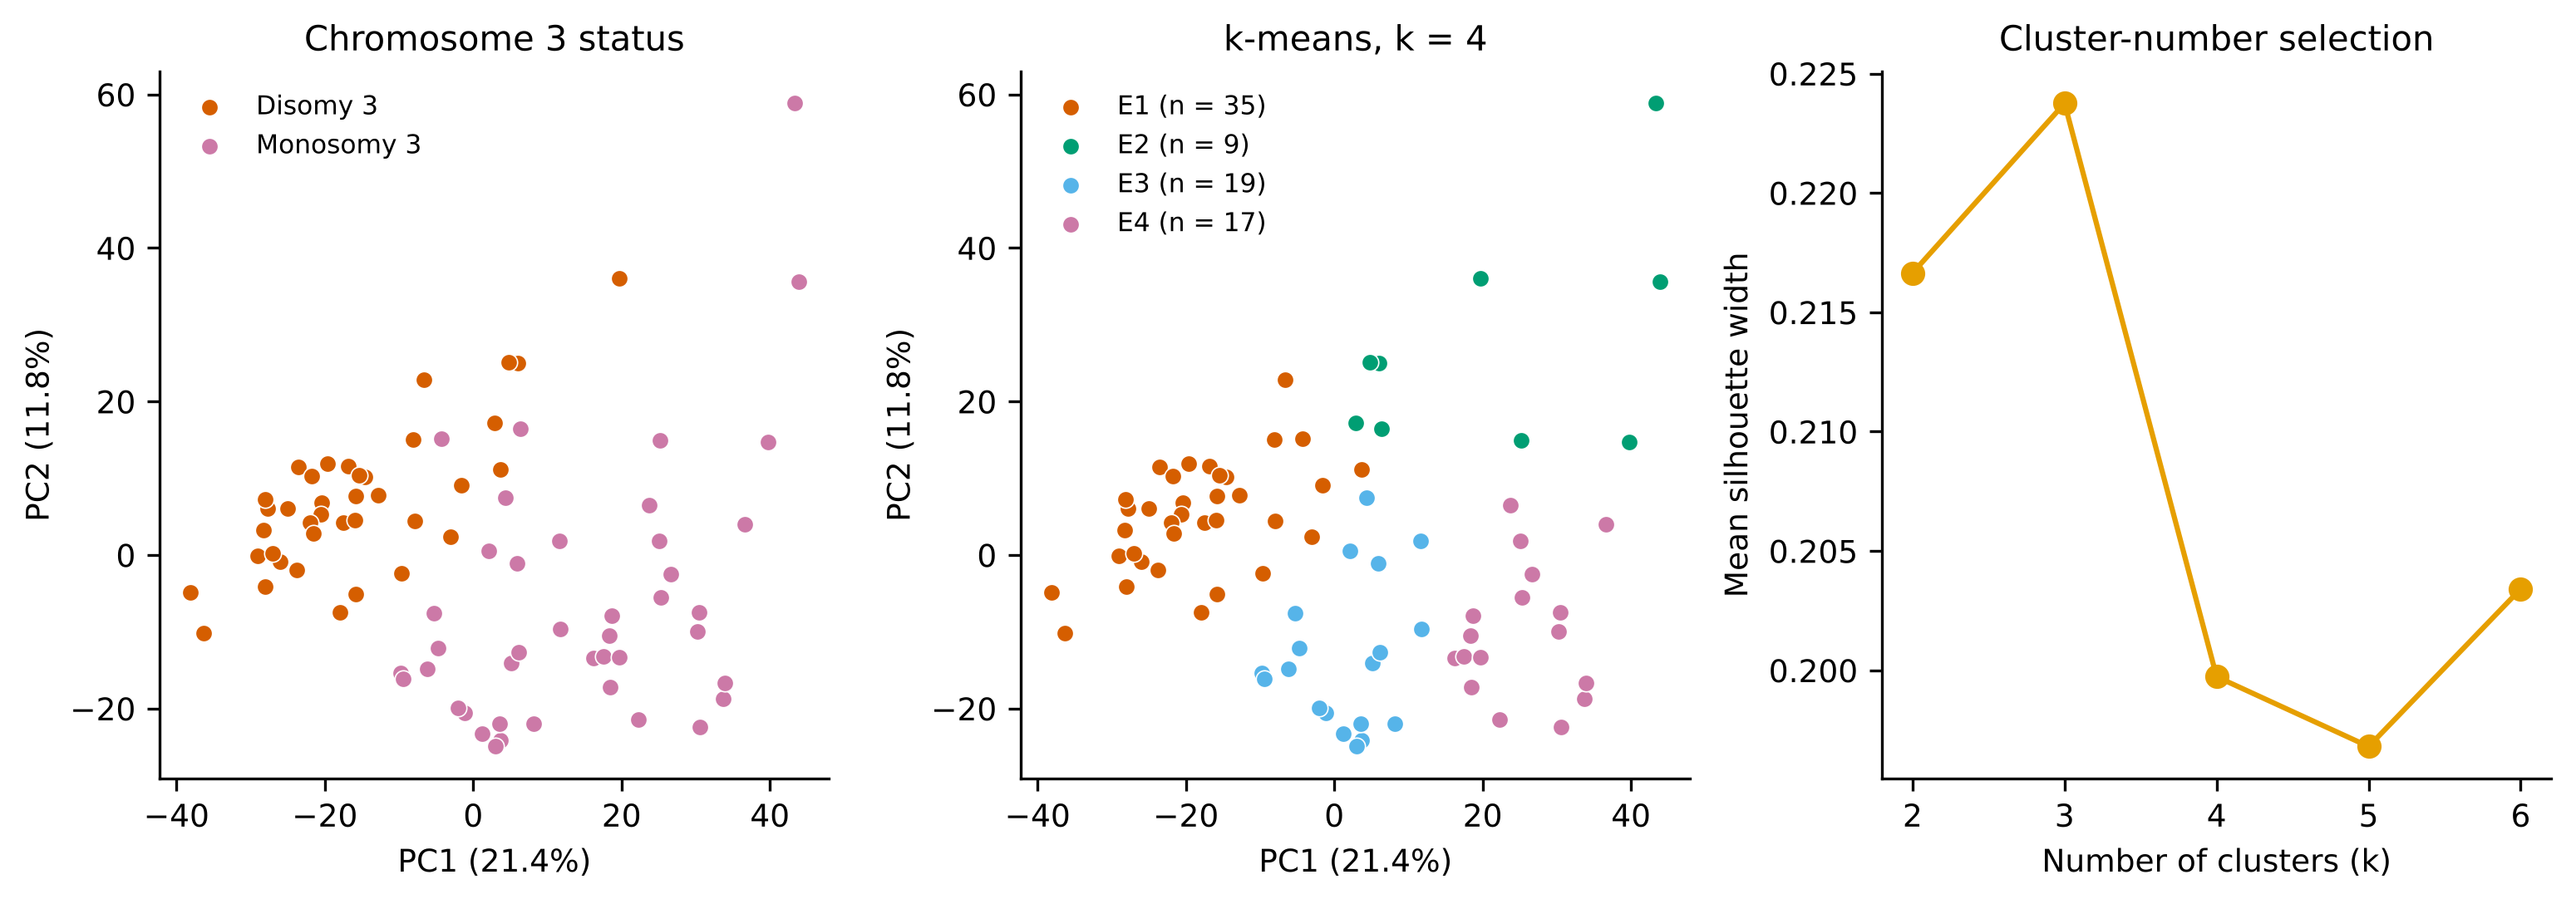 Chromosome 3 status
Disomy 3
Monosomy 3
60
40
20
0
−20
−40
−20
0
20
40
PC2 (11.8%)
PC1 (21.4%)
k-means, k = 4
E1 (n = 35)
E2 (n = 9)
E3 (n = 19)
E4 (n = 17)
60
40
20
0
−20
−40
−20
0
20
40
PC2 (11.8%)
PC1 (21.4%)
Cluster-number selection
0.225
0.220
0.215
0.210
0.205
0.200
2
3
4
5
6
Mean silhouette width
Number of clusters (k)